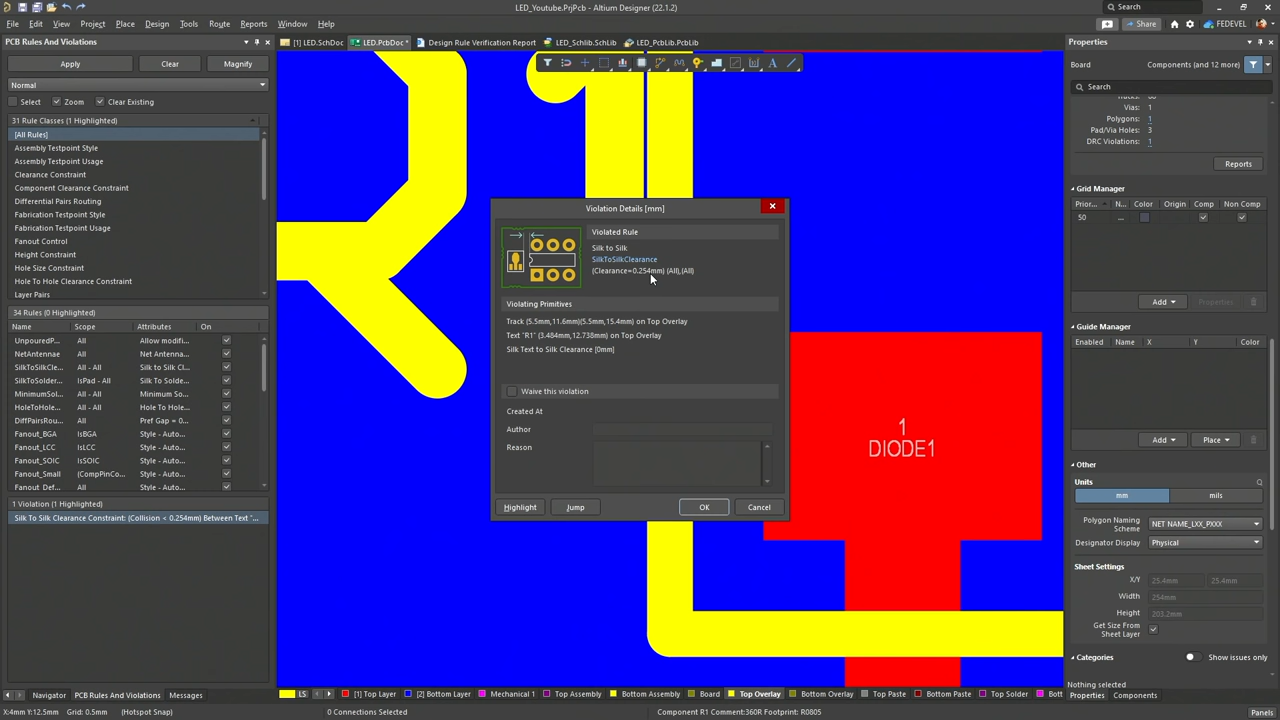 LED_Youtube.PrjPcb - Altium Designer (22.1.2)
Search
File Edit View Project Place Design Tools Route Reports Window Help
Share
FEDEVEL
PCB Rules And Violations
[1] LED.SchDoc
LED.PcbDoc *
Design Rule Verification Report
LED_Schlib.SchLib
LED_PcbLib.PcbLib
Properties
Apply
Clear
Magnify
Board
Components (and 12 more)
Normal
Search
Select
Zoom
Clear Existing
31 Rule Classes (1 Highlighted)
[All Rules]
Assembly Testpoint Style
Assembly Testpoint Usage
Clearance Constraint
Component Clearance Constraint
Differential Pairs Routing
Fabrication Testpoint Style
Fabrication Testpoint Usage
Fanout Control
Height Constraint
Hole Size Constraint
Hole To Hole Clearance Constraint
Layer Pairs
34 Rules (0 Highlighted)
Name Scope Attributes On
UnpouredP... All Allow modifi...
NetAntennae All Net Antenna...
SilkToSilkCle... All - All Silk to Silk C...
SilkToSolder... IsPad - All Silk To Solde...
MinimumSol... All - All Minimum So...
HoleToHole... All - All Hole To Hole...
DiffPairsRou... All Pref Gap = 0...
Fanout_BGA IsBGA Style - Auto...
Fanout_LCC IsLCC Style - Auto...
Fanout_SOIC IsSOIC Style - Auto...
Fanout_Small (CompPinCo... Style - Auto...
Fanout_Def... All Style - Auto...
1 Violation (1 Highlighted)
Silk To Silk Clearance Constraint: (Collision < 0.254mm) Between Text "...
Violation Details [mm]
Violated Rule
Silk to Silk
SilkToSilkClearance
(Clearance=0.254mm) (All),(All)
Violating Primitives
Track (5.5mm,11.6mm)(5.5mm,15.4mm) on Top Overlay
Text "R1" (3.484mm,12.738mm) on Top Overlay
Silk Text to Silk Clearance [0mm]
Waive this violation
Created At
Author
Reason
Highlight
Jump
OK
Cancel
1
DIODE1
Vias: 1
Polygons: 1
Pad/Via Holes: 3
DRC Violations: 1
Reports
Grid Manager
Prior... N... Color Origin Comp Non Comp
50 ...
Add
Properties
Guide Manager
Enabled Name X Y Color
Add
Place
Other
Units
mm
mils
Polygon Naming Scheme NET NAME_LXX_PXXX
Designator Display Physical
Sheet Settings
X/Y 25.4mm 25.4mm
Width 254mm
Height 203.2mm
Get Size From Sheet Layer
Categories
Show issues only
Nothing selected
Navigator
PCB Rules And Violations
Messages
LS
[1] Top Layer
[2] Bottom Layer
Mechanical 1
Top Assembly
Bottom Assembly
Board
Top Overlay
Bottom Overlay
Top Paste
Bottom Paste
Top Solder
Bott
Properties
Components
X:4mm Y:12.5mm Grid: 0.5mm (Hotspot Snap)
0 Connections Selected
Component R1 Comment:360R Footprint: R0805
Panels